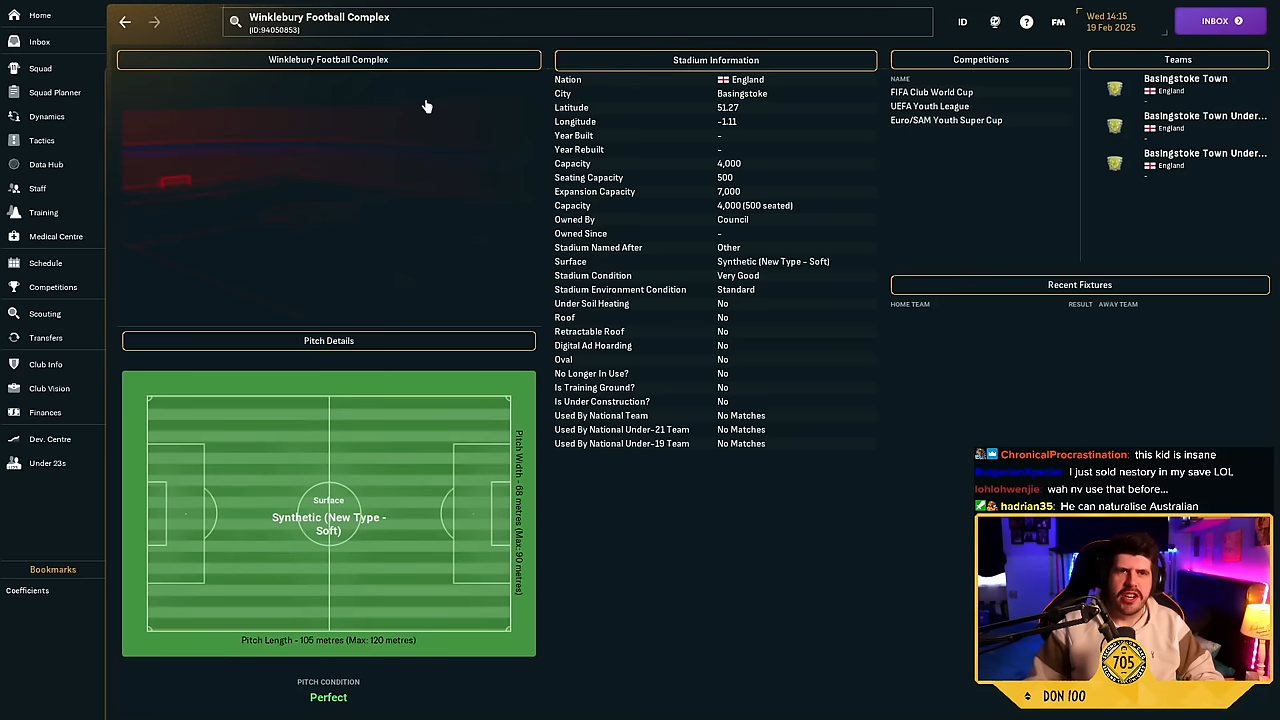 Home
Inbox
Squad
Squad Planner
Dynamics
Tactics
Data Hub
Staff
Training
Medical Centre
Schedule
Competitions
Scouting
Transfers
Club Info
Club Vision
Finances
Dev. Centre
Under 23s
Bookmarks
Coefficients
Winklebury Football Complex
(ID:94050853)
ID
?
FM
Wed 14:15
19 Feb 2025
INBOX
Winklebury Football Complex
Pitch Details
Surface
Synthetic (New Type -
Soft)
Pitch Width - 68 metres (Max: 90 metres)
Pitch Length - 105 metres (Max: 120 metres)
PITCH CONDITION
Perfect
Stadium Information
Nation England
City Basingstoke
Latitude 51.27
Longitude -1.11
Year Built -
Year Rebuilt -
Capacity 4,000
Seating Capacity 500
Expansion Capacity 7,000
Capacity 4,000 (500 seated)
Owned By Council
Owned Since -
Stadium Named After Other
Surface Synthetic (New Type - Soft)
Stadium Condition Very Good
Stadium Environment Condition Standard
Under Soil Heating No
Roof No
Retractable Roof No
Digital Ad Hoarding No
Oval No
No Longer In Use? No
Is Training Ground? No
Is Under Construction? No
Used By National Team No Matches
Used By National Under-21 Team No Matches
Used By National Under-19 Team No Matches
Competitions
NAME
FIFA Club World Cup
UEFA Youth League
Euro/SAM Youth Super Cup
Teams
Basingstoke Town
England
-
Basingstoke Town Under...
England
-
Basingstoke Town Under...
England
-
Recent Fixtures
HOME TEAM RESULT AWAY TEAM
ChronicalProcrastination: this kid is insane
I just sold nestory in my save LOL
lohlohwenjie: wah nv use that before...
hadrian35: He can naturalise Australian
705
DON 100